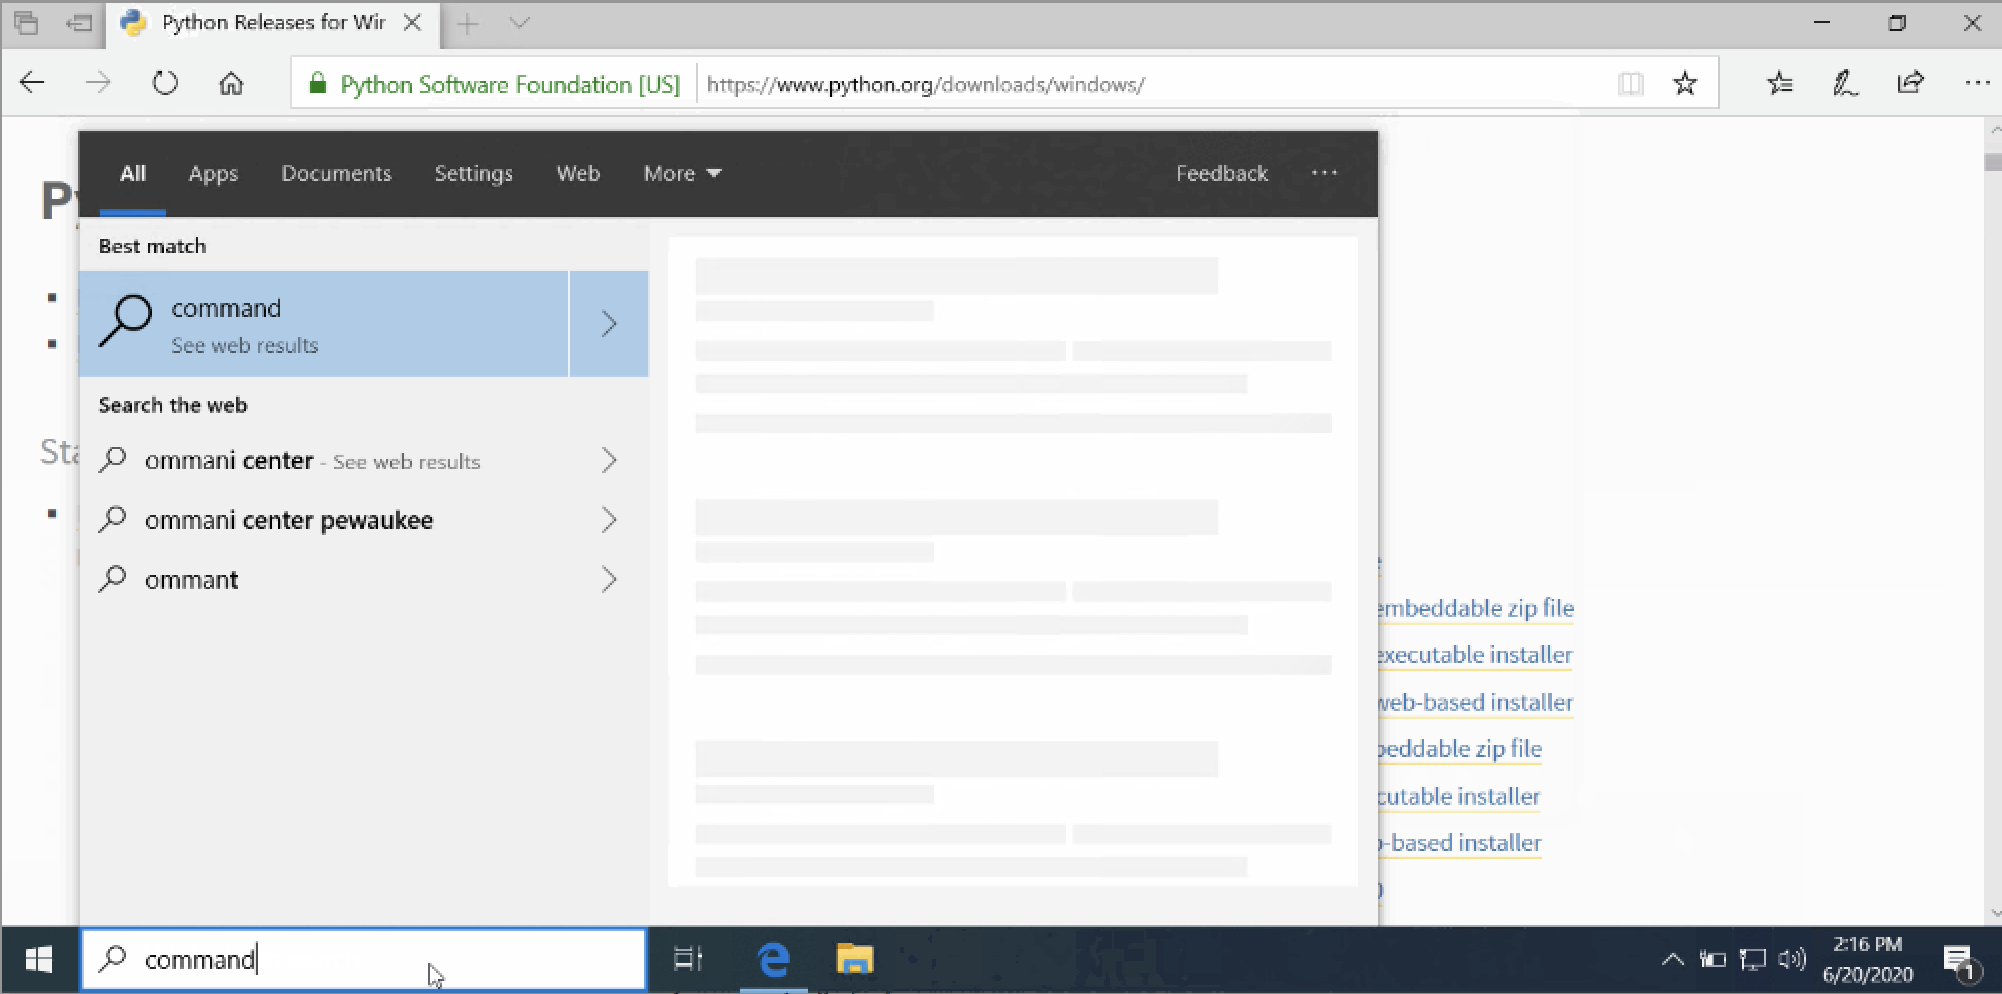 Python Releases for Wir
Python Software Foundation [US]
https://www.python.org/downloads/windows/
All Apps Documents Settings Web More Feedback
Best match
command
See web results
Search the web
ommani center - See web results
ommani center pewaukee
ommant
Sta
embeddable zip file
executable installer
web-based installer
beddable zip file
cutable installer
-based installer
command
2:16 PM
6/20/2020
1